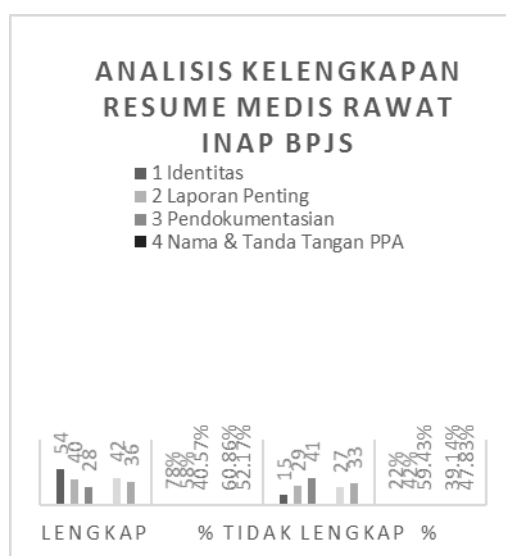 ANALISIS KELENGKAPAN
RESUME MEDIS RAWAT
INAP BPJS
1 Identitas
2 Laporan Penting
3 Pendokumentasian
4 Nama & Tanda Tangan PPA
54
40
28
42
36
78%
58%
40.57%
60.86%
52.17%
15
29
41
27
33
22%
42%
59.43%
39.14%
47.83%
LENGKAP % TIDAK LENGKAP %